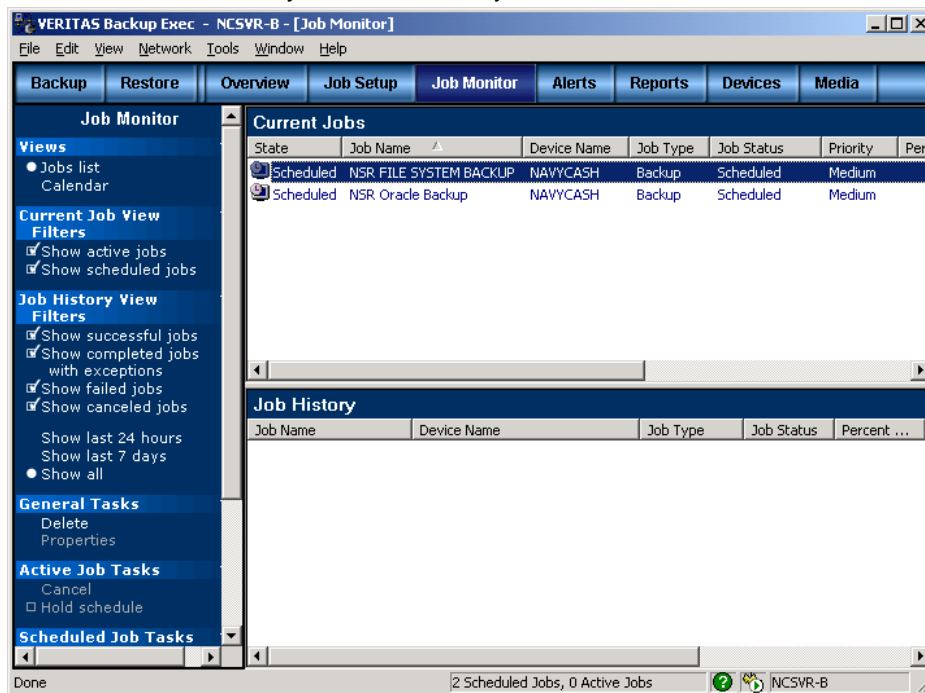 VERITAS Backup Exec - NCSVR-B - [Job Monitor]
File Edit View Network Tools Window Help
Backup Restore Overview Job Setup Job Monitor Alerts Reports Devices Media
Job Monitor
Views
Jobs list
Calendar
Current Job View
Filters
Show active jobs
Show scheduled jobs
Job History View
Filters
Show successful jobs
Show completed jobs
with exceptions
Show failed jobs
Show canceled jobs
Show last 24 hours
Show last 7 days
Show all
General Tasks
Delete
Properties
Active Job Tasks
Cancel
Hold schedule
Scheduled Job Tasks
Current Jobs
State Job Name Device Name Job Type Job Status Priority Per
Scheduled NSR FILE SYSTEM BACKUP NAVYCASH Backup Scheduled Medium
Scheduled NSR Oracle Backup NAVYCASH Backup Scheduled Medium
Job History
Job Name Device Name Job Type Job Status Percent ...
Done 2 Scheduled Jobs, 0 Active Jobs NCSVR-B